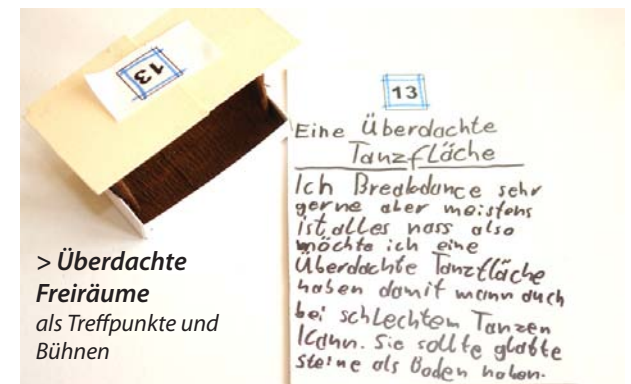 13
13
Eine Überdachte
Tanzfläche
Ich Breakdance sehr
gerne aber meistens
ist alles nass also
möchte ich eine
Überdachte Tanzfläche
haben damit mann auch
bei schlechtem Tanzen
Kann. Sie sollte glatte
steine als Boden haben.
> Überdachte
Freiräume
als Treffpunkte und
Bühnen